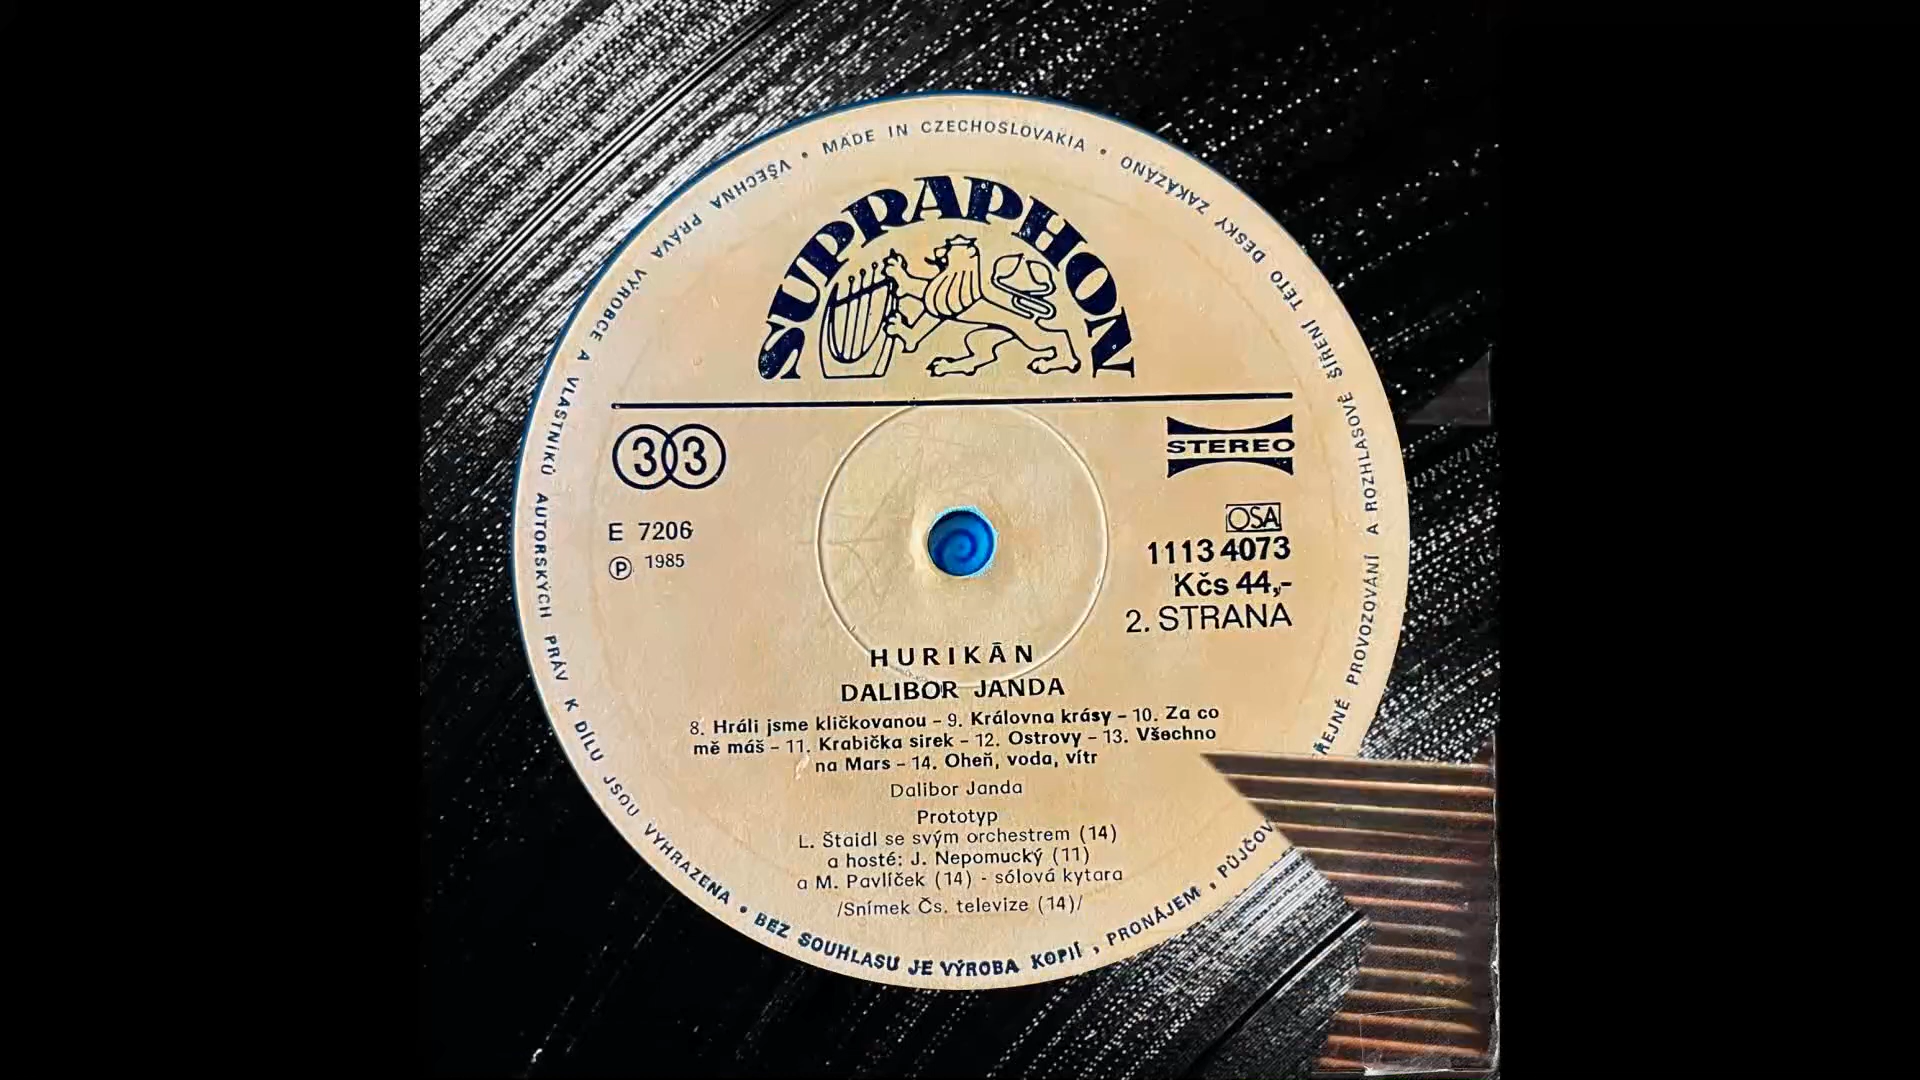 VŠECHNA PRÁVA VÝROBCE A VLASTNÍKŮ AUTORSKÝCH PRÁV K DÍLU JSOU VYHRAZENA • BEZ SOUHLASU JE VÝROBA KOPIÍ, PRONÁJEM, PŮJČOV
ŘEJNÉ PROVOZOVÁNÍ A ROZHLASOVÉ ŠÍŘENÍ TÉTO DESKY ZAKÁZÁNO • MADE IN CZECHOSLOVAKIA •
SUPRAPHON
33
STEREO
E 7206
Ⓟ 1985
OSA
1113 4073
Kčs 44,-
2. STRANA
HURIKÁN
DALIBOR JANDA
8. Hráli jsme kličkovanou – 9. Královna krásy – 10. Za co
mě máš – 11. Krabička sirek – 12. Ostrovy – 13. Všechno
na Mars – 14. Oheň, voda, vítr
Dalibor Janda
Prototyp
L. Štaidl se svým orchestrem (14)
a hosté: J. Nepomucký (11)
a M. Pavlíček (14) - sólová kytara
/Snímek Čs. televize (14)/